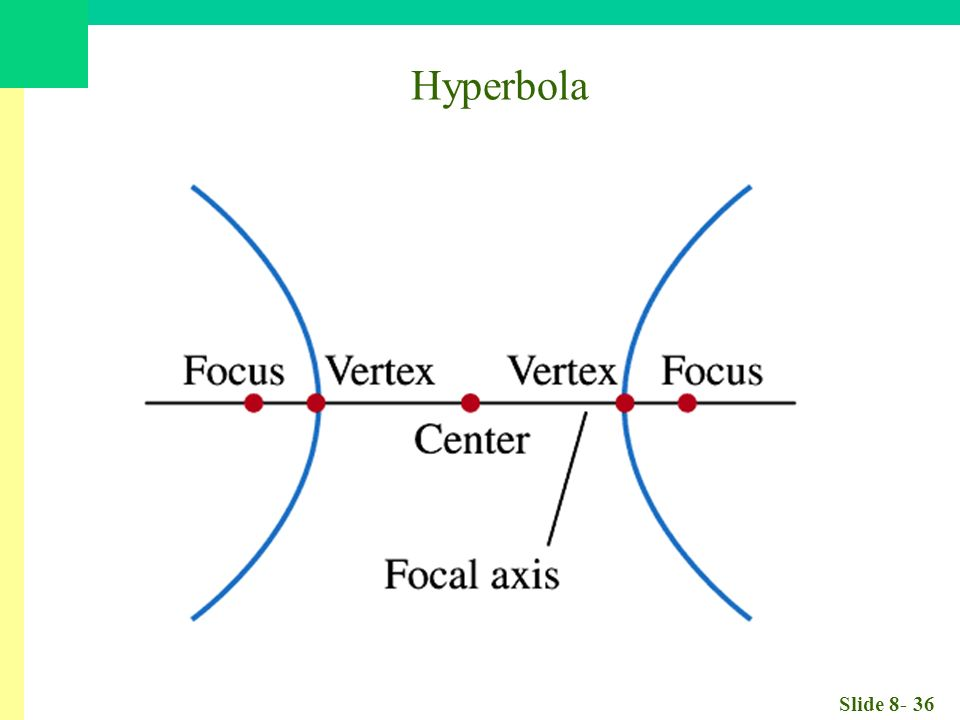 Hyperbola
Focus Vertex Vertex Focus
Center
Focal axis
Slide 8- 36